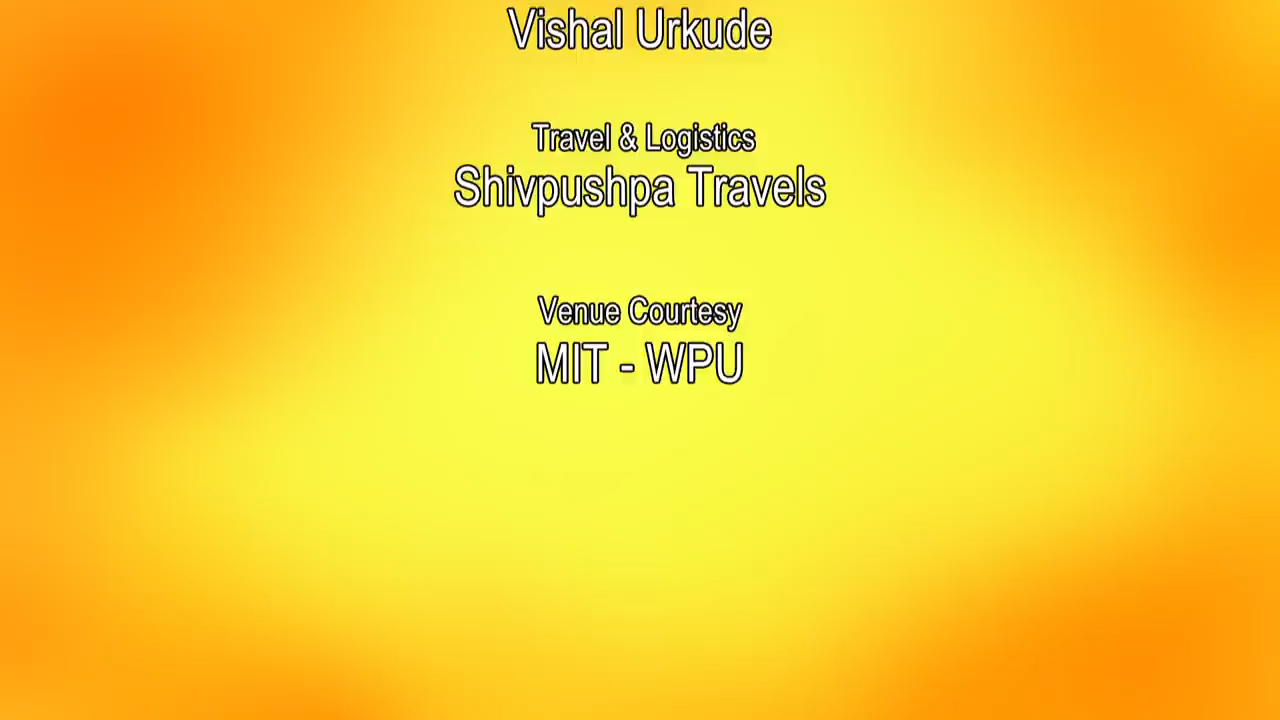 Vishal Urkude
Travel & Logistics
Shivpushpa Travels
Venue Courtesy
MIT - WPU